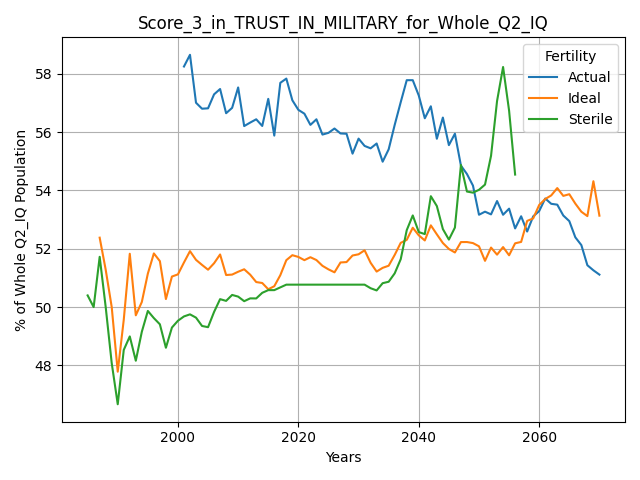 Score_3_in_TRUST_IN_MILITARY_for_Whole_Q2_IQ
Fertility
Actual
Ideal
Sterile
% of Whole Q2_IQ Population
58
56
54
52
50
48
2000
2020
2040
2060
Years